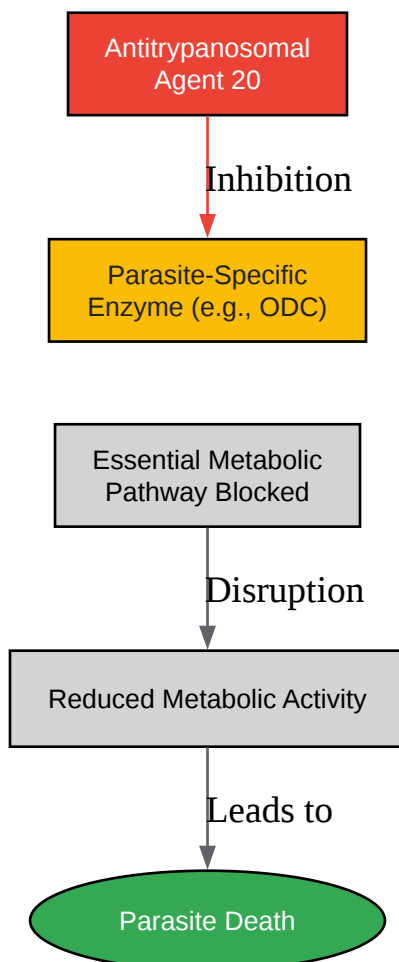 Antitrypanosomal
Agent 20
Inhibition
Parasite-Specific
Enzyme (e.g., ODC)
Essential Metabolic
Pathway Blocked
Disruption
Reduced Metabolic Activity
Leads to
Parasite Death